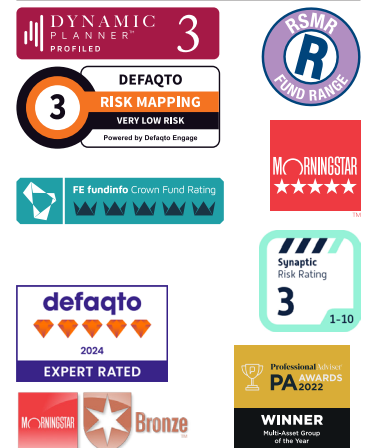 DYNAMIC
PLANNER™
PROFILED
3
RSMR
R
FUND RANGE
3
DEFAQTO
RISK MAPPING
VERY LOW RISK
Powered by Defaqto Engage
MORNINGSTAR
TM
FE fundinfo Crown Fund Rating
Synaptic
Risk Rating
3
1-10
defaqto
2024
EXPERT RATED
Professional Adviser
PA AWARDS
2022
WINNER
Multi-Asset Group
of the Year
MORNINGSTAR
Bronze